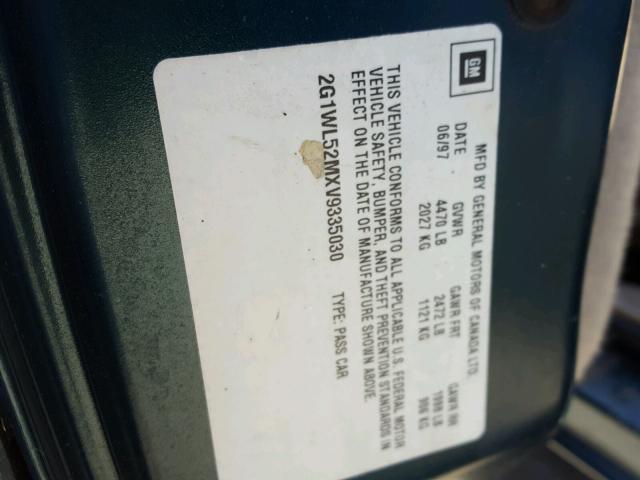 GM
MFD BY GENERAL MOTORS OF CANADA LTD.
DATE GVWR GAWR FRT GAWR RR
06/97 4470 LB 2472 LB 1998 LB
2027 KG 1121 KG 906 KG
THIS VEHICLE CONFORMS TO ALL APPLICABLE U.S. FEDERAL MOTOR
VEHICLE SAFETY, BUMPER, AND THEFT PREVENTION STANDARDS IN
EFFECT ON THE DATE OF MANUFACTURE SHOWN ABOVE.
2G1WL52MXV9335030 TYPE: PASS CAR